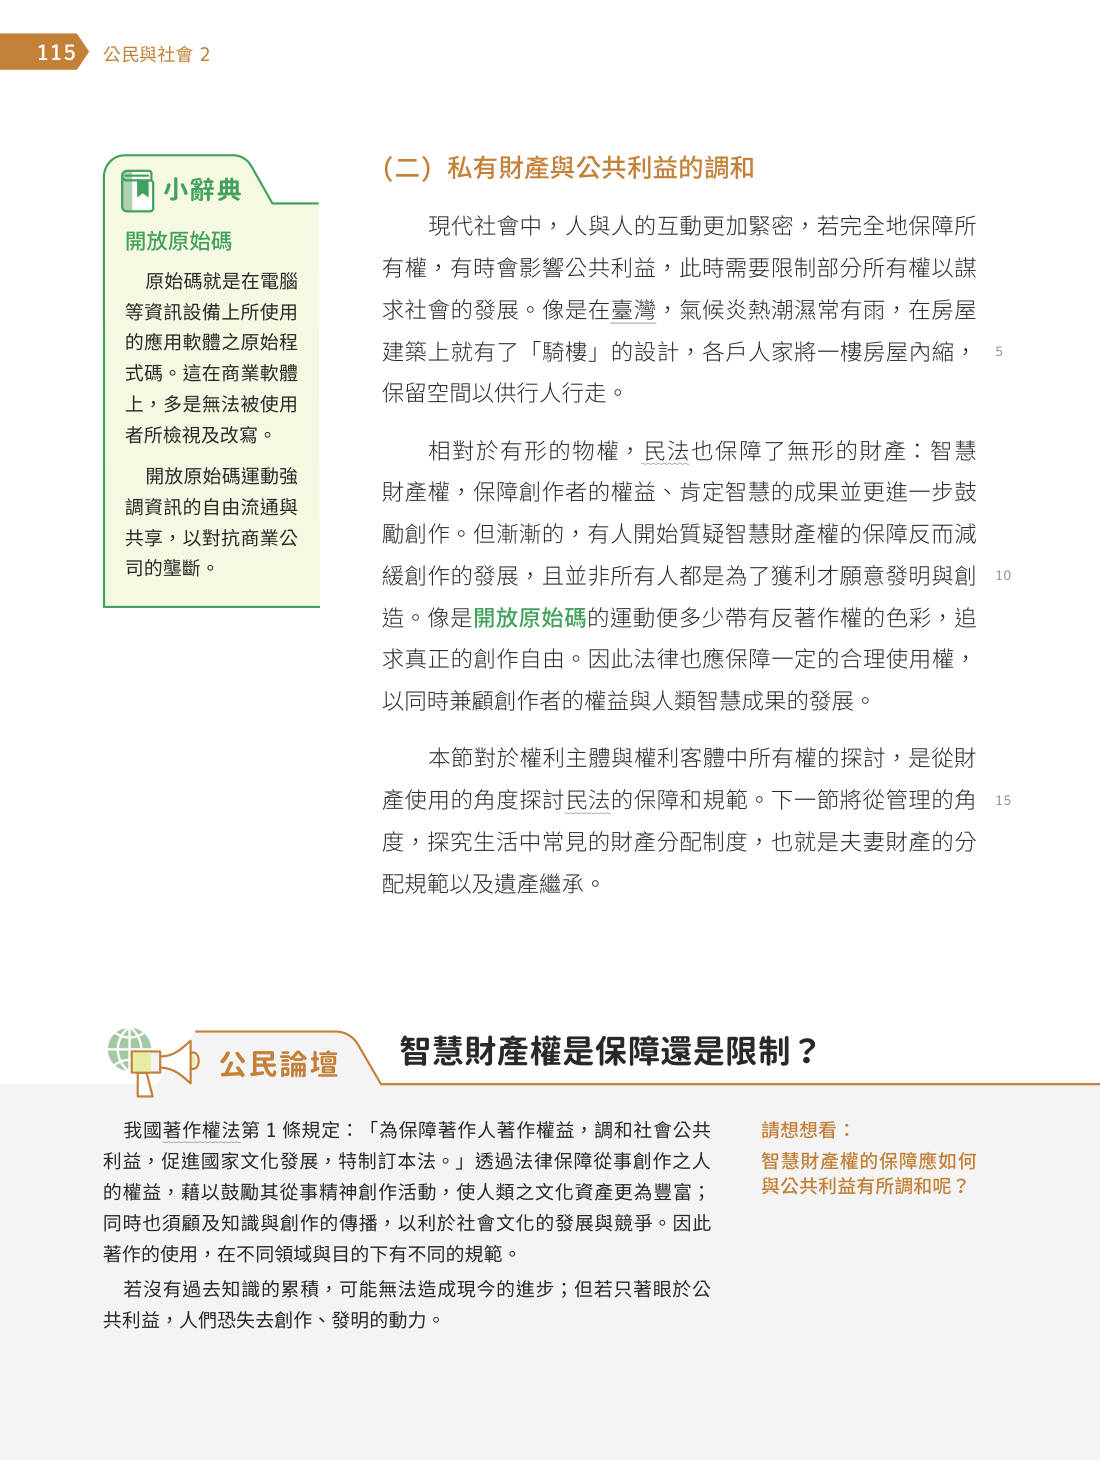 115 公民與社會 2
小辭典
開放原始碼
原始碼就是在電腦
等資訊設備上所使用
的應用軟體之原始程
式碼。這在商業軟體
上，多是無法被使用
者所檢視及改寫。
開放原始碼運動強
調資訊的自由流通與
共享，以對抗商業公
司的壟斷。
(二) 私有財產與公共利益的調和
現代社會中，人與人的互動更加緊密，若完全地保障所
有權，有時會影響公共利益，此時需要限制部分所有權以謀
求社會的發展。像是在臺灣，氣候炎熱潮濕常有雨，在房屋
建築上就有了「騎樓」的設計，各戶人家將一樓房屋內縮，
5
保留空間以供行人行走。
相對於有形的物權，民法也保障了無形的財產：智慧
財產權，保障創作者的權益、肯定智慧的成果並更進一步鼓
勵創作。但漸漸的，有人開始質疑智慧財產權的保障反而減
緩創作的發展，且並非所有人都是為了獲利才願意發明與創
10
造。像是開放原始碼的運動便多少帶有反著作權的色彩，追
求真正的創作自由。因此法律也應保障一定的合理使用權，
以同時兼顧創作者的權益與人類智慧成果的發展。
本節對於權利主體與權利客體中所有權的探討，是從財
產使用的角度探討民法的保障和規範。下一節將從管理的角
15
度，探究生活中常見的財產分配制度，也就是夫妻財產的分
配規範以及遺產繼承。
公民論壇
智慧財產權是保障還是限制？
我國著作權法第 1 條規定：「為保障著作人著作權益，調和社會公共
利益，促進國家文化發展，特制訂本法。」透過法律保障從事創作之人
的權益，藉以鼓勵其從事精神創作活動，使人類之文化資產更為豐富；
同時也須顧及知識與創作的傳播，以利於社會文化的發展與競爭。因此
著作的使用，在不同領域與目的下有不同的規範。
若沒有過去知識的累積，可能無法造成現今的進步；但若只著眼於公
共利益，人們恐失去創作、發明的動力。
請想想看：
智慧財產權的保障應如何
與公共利益有所調和呢？